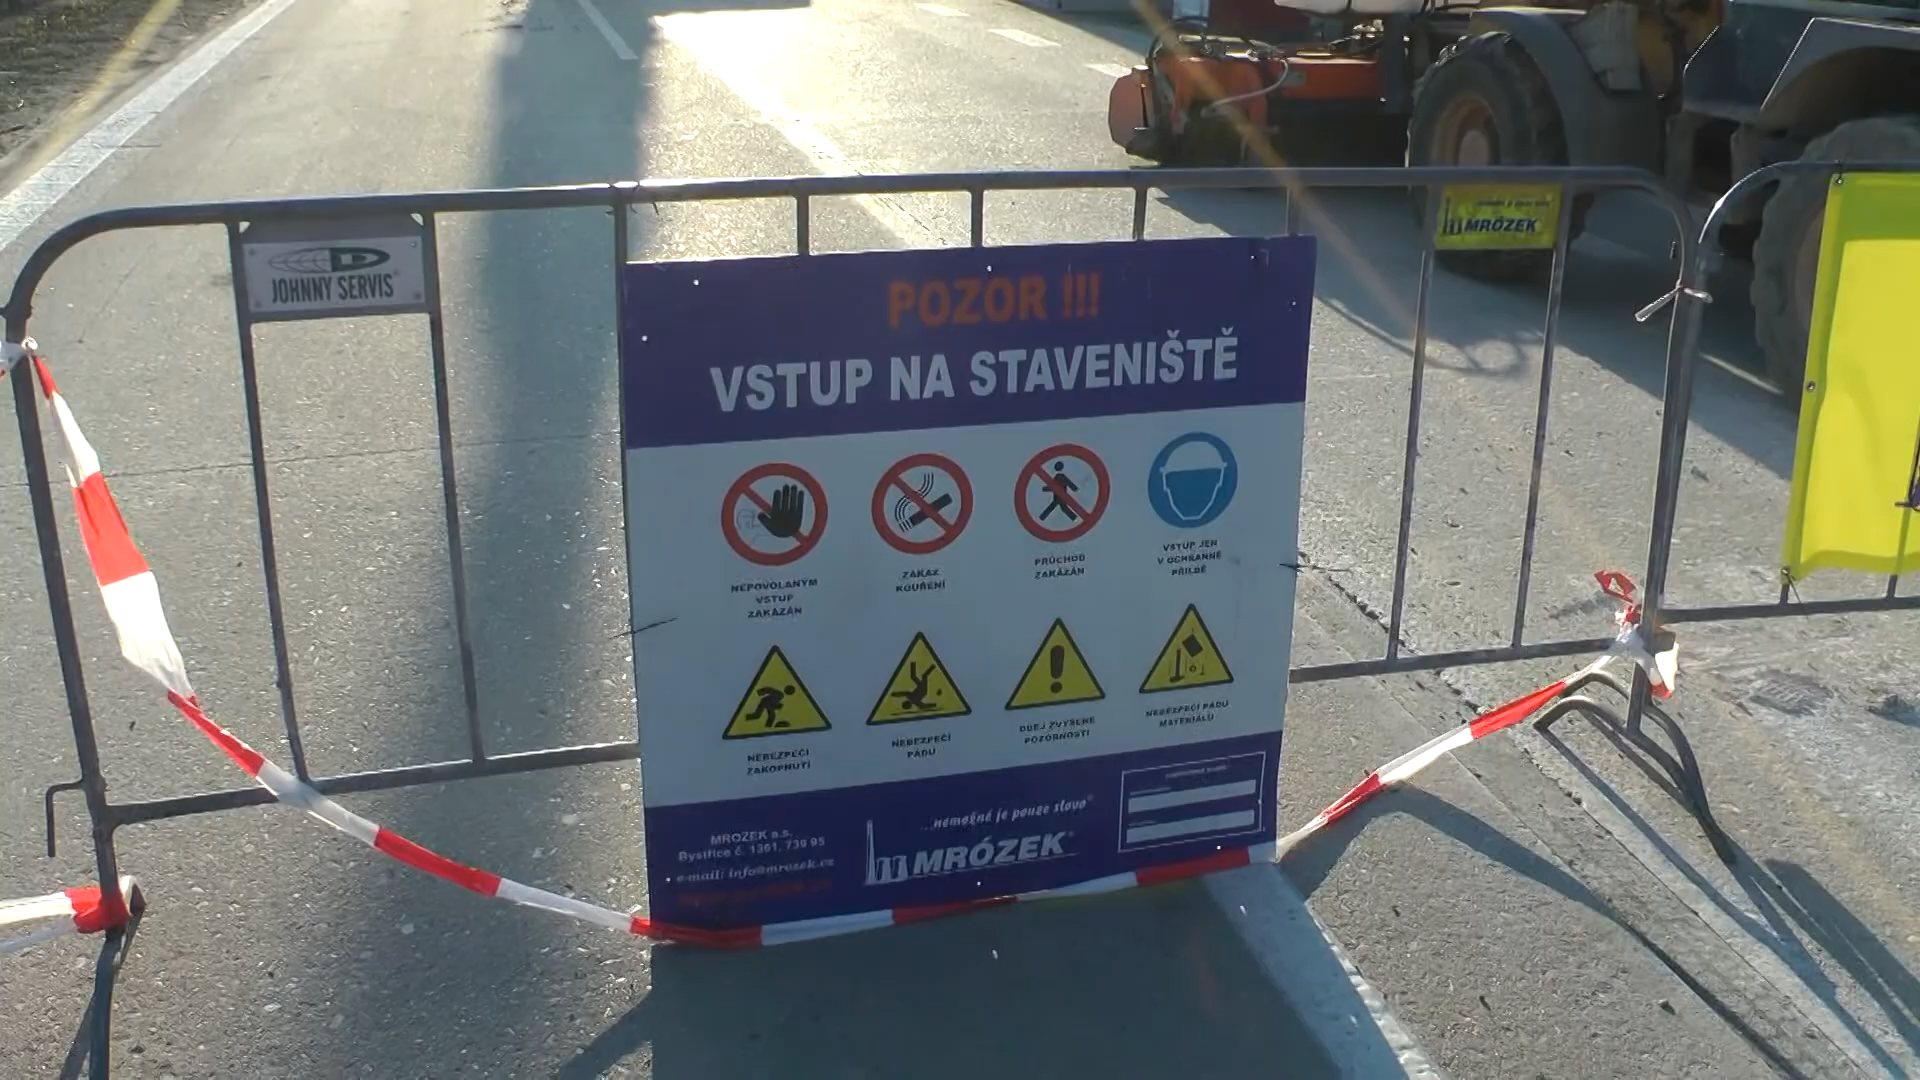 JOHNNY SERVIS
MRÓZEK
POZOR !!!
VSTUP NA STAVENIŠTĚ
NEPOVOLANÝM
VSTUP
ZAKÁZÁN
ZÁKAZ
KOUŘENÍ
PRŮCHOD
ZAKÁZÁN
VSTUP JEN
V OCHRANNÉ
PŘILBĚ
NEBEZPEČÍ
ZAKOPNUTÍ
NEBEZPEČÍ
PÁDU
DBEJ ZVÝŠENÉ
POZORNOSTI
NEBEZPEČÍ PÁDU
MATERIÁLU
MROZEK a.s.
Bystřice č. 1361, 739 95
e-mail: info@mrozek.cz
...nemožné je pouze slovo
MRÓZEK